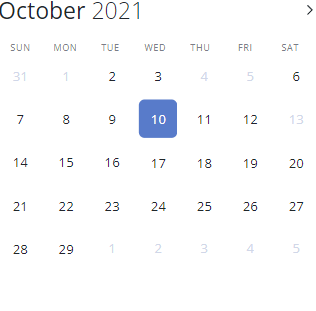 October 2021
SUN MON TUE WED THU FRI SAT
31 1 2 3 4 5 6
7 8 9 10 11 12 13
14 15 16 17 18 19 20
21 22 23 24 25 26 27
28 29 1 2 3 4 5